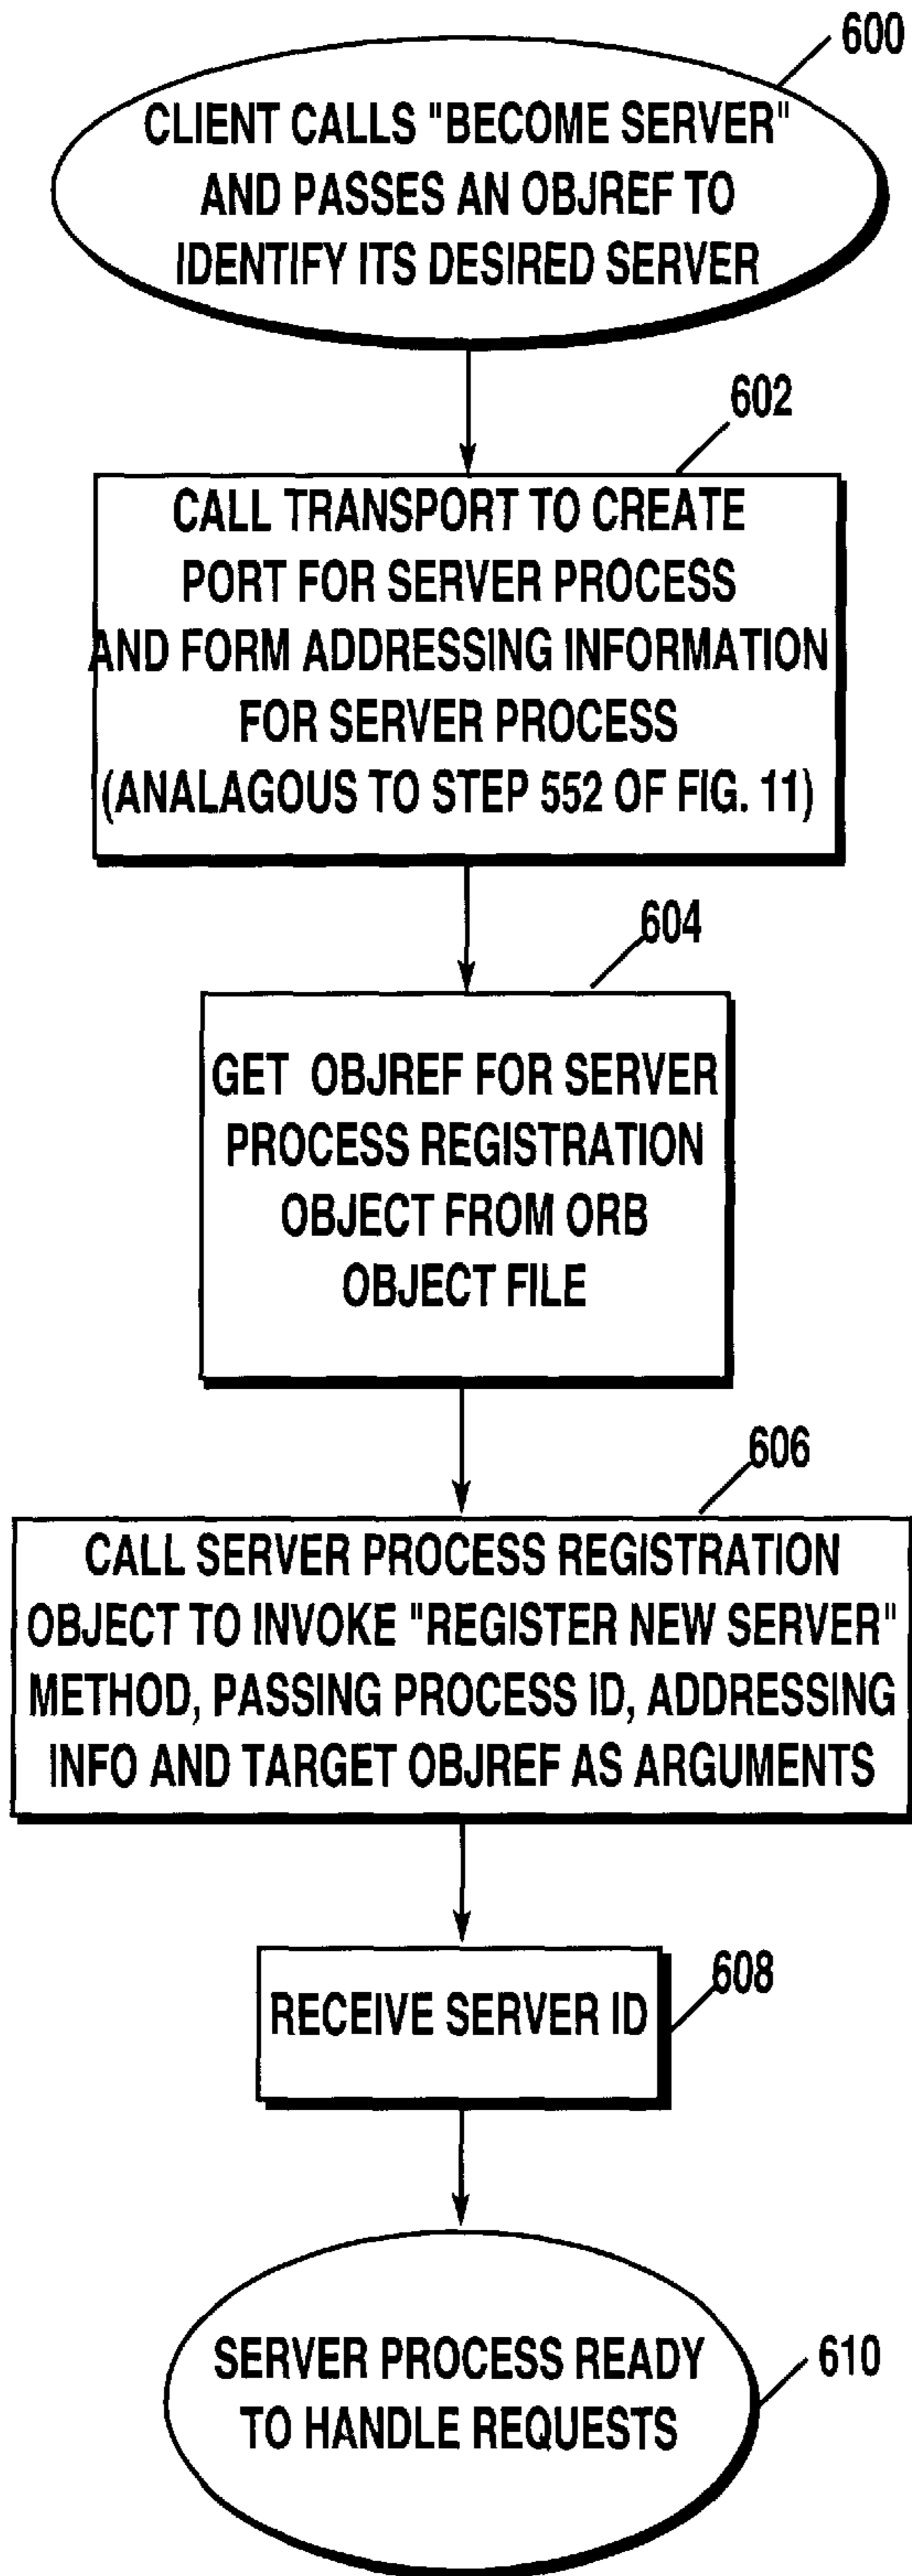 600
CLIENT CALLS "BECOME SERVER"
AND PASSES AN OBJREF TO
IDENTIFY ITS DESIRED SERVER
602
CALL TRANSPORT TO CREATE
PORT FOR SERVER PROCESS
AND FORM ADDRESSING INFORMATION
FOR SERVER PROCESS
(ANALAGOUS TO STEP 552 OF FIG. 11)
604
GET OBJREF FOR SERVER
PROCESS REGISTRATION
OBJECT FROM ORB
OBJECT FILE
606
CALL SERVER PROCESS REGISTRATION
OBJECT TO INVOKE "REGISTER NEW SERVER"
METHOD, PASSING PROCESS ID, ADDRESSING
INFO AND TARGET OBJREF AS ARGUMENTS
608
RECEIVE SERVER ID
SERVER PROCESS READY
TO HANDLE REQUESTS
610